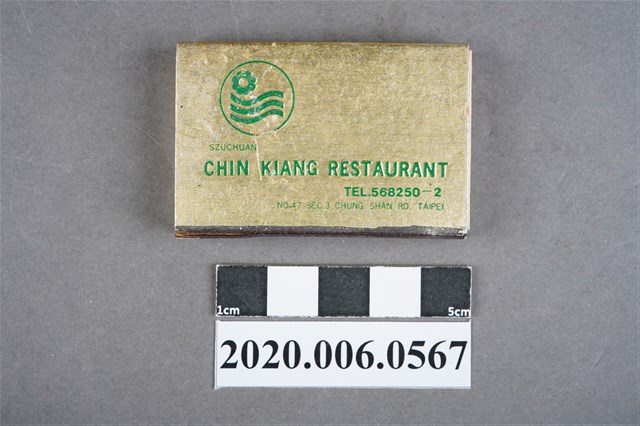 SZUCHUAN
CHIN KIANG RESTAURANT
TEL.568250-2
NO.47 SEC.3 CHUNG SHAN RD. TAIPEI.
1cm 5cm
2020.006.0567